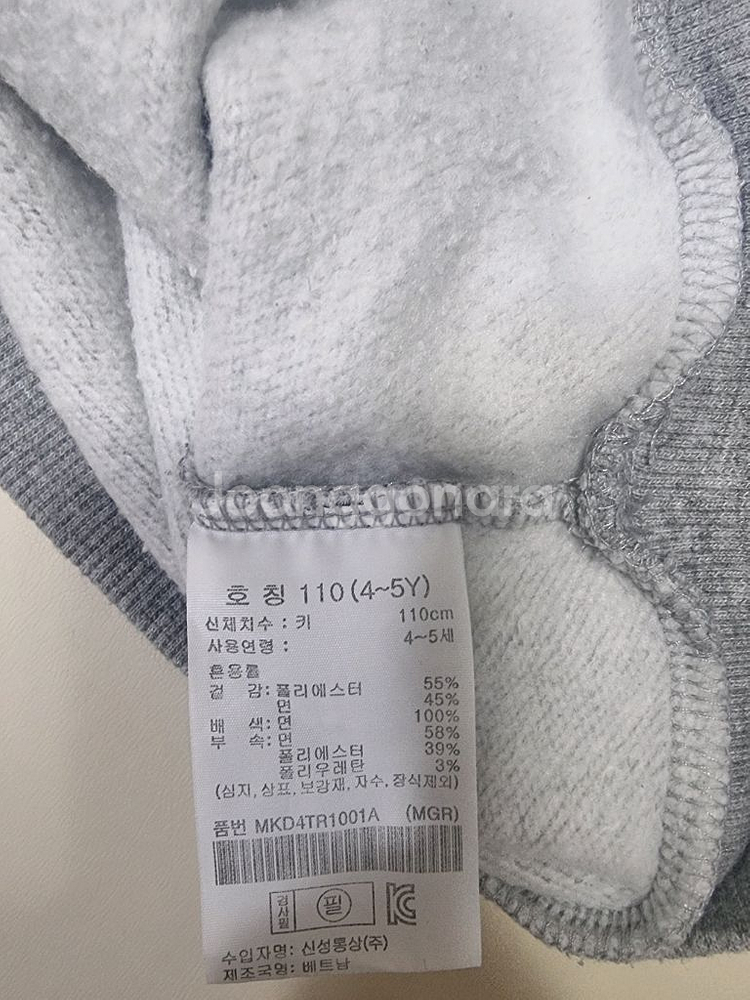 joongгonara
호 칭 110(4~5Y)
신체치수 : 키 110cm
사용연령 : 4~5세
혼용률
겉 감: 폴리에스터 55%
면 45%
배 색: 면 100%
부 속: 면 58%
폴리에스터 39%
폴리우레탄 3%
(심지, 상표, 보강재, 자수, 장식제외)
품번 MKD4TR1001A (MGR)
검사필 필
수입자명: 신성통상(주)
제조국명: 베트남